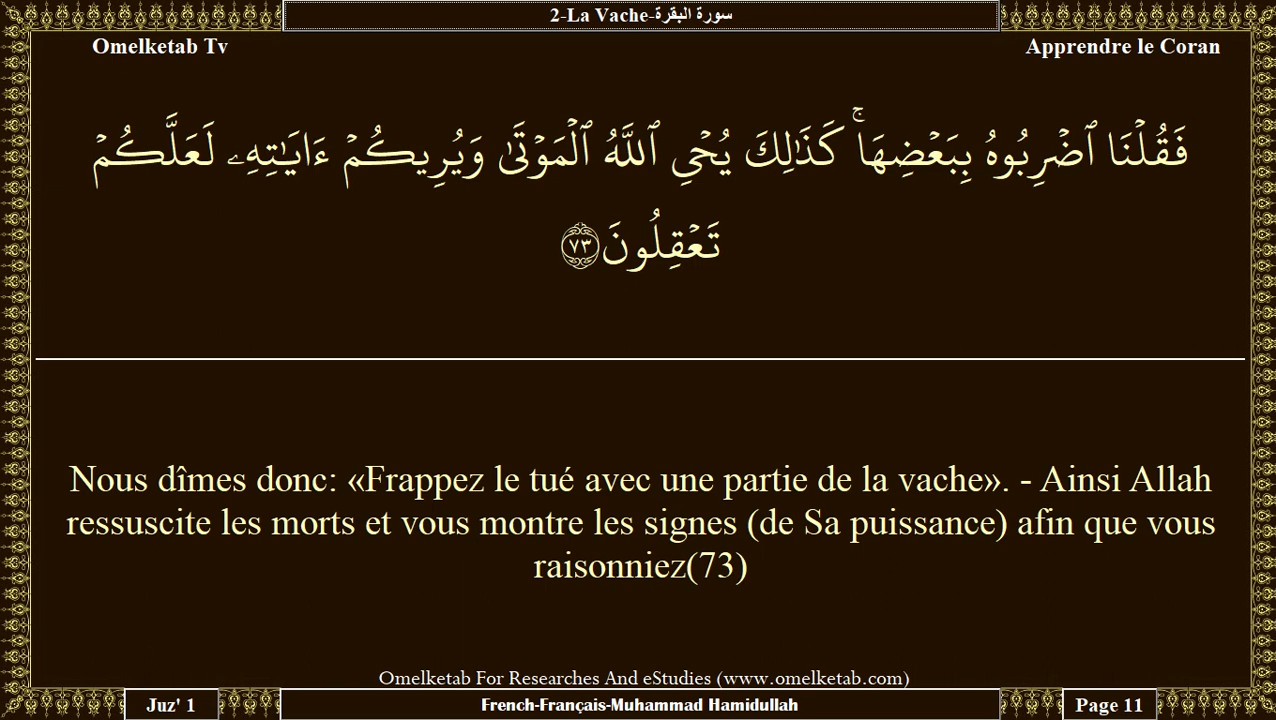 2-La Vache-سورة البقرة
Omelketab Tv
Apprendre le Coran
فَقُلۡنَا ٱضۡرِبُوهُ بِبَعۡضِهَاۚ كَذَٰلِكَ يُحۡيِ ٱللَّهُ ٱلۡمَوۡتَىٰ وَيُرِيكُمۡ ءَايَٰتِهِۦ لَعَلَّكُمۡ
تَعۡقِلُونَ ٧٣
Nous dîmes donc: «Frappez le tué avec une partie de la vache». - Ainsi Allah
ressuscite les morts et vous montre les signes (de Sa puissance) afin que vous
raisonniez(73)
Omelketab For Researches And eStudies (www.omelketab.com)
Juz' 1
French-Français-Muhammad Hamidullah
Page 11